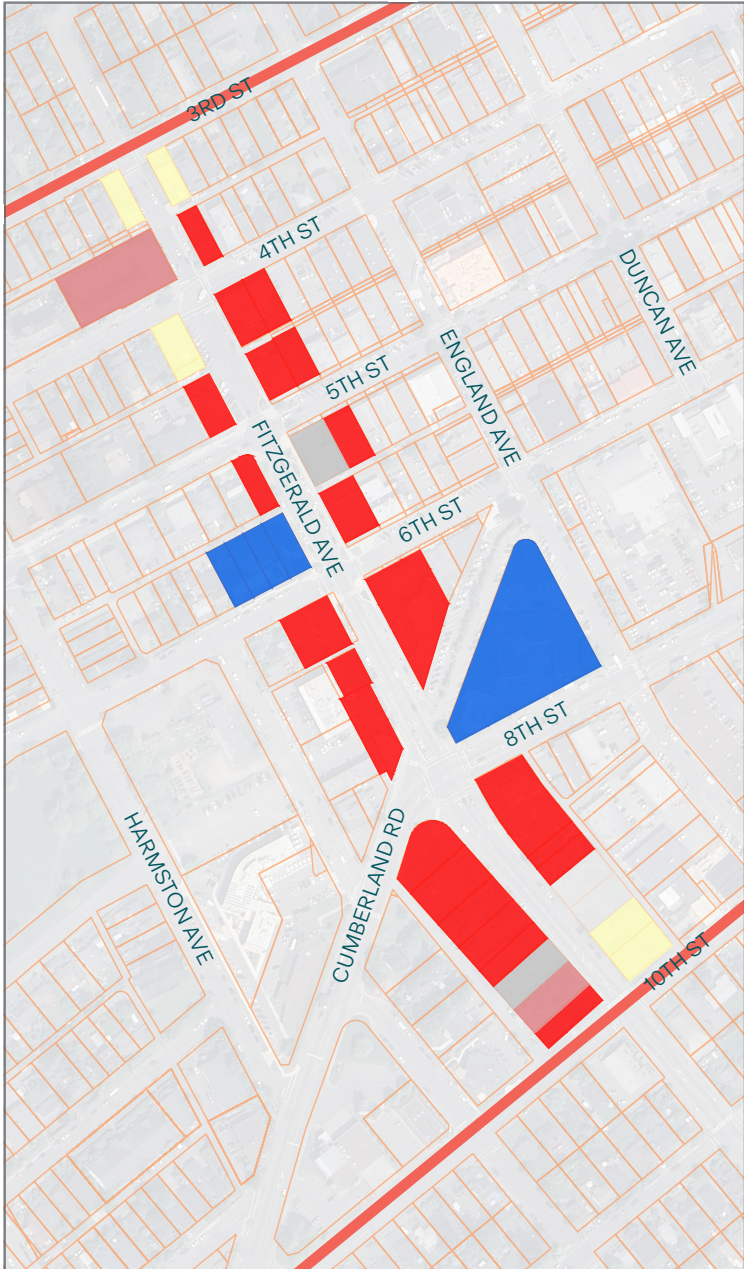 3RD ST
4TH ST
DUNCAN AVE
5TH ST
ENGLAND AVE
FITZGERALD AVE
6TH ST
8TH ST
HARMSTON AVE
CUMBERLAND RD
10TH ST